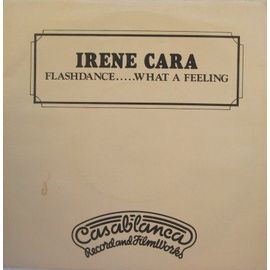 IRENE CARA
FLASHDANCE.....WHAT A FEELING
Casablanca
Record and FilmWorks